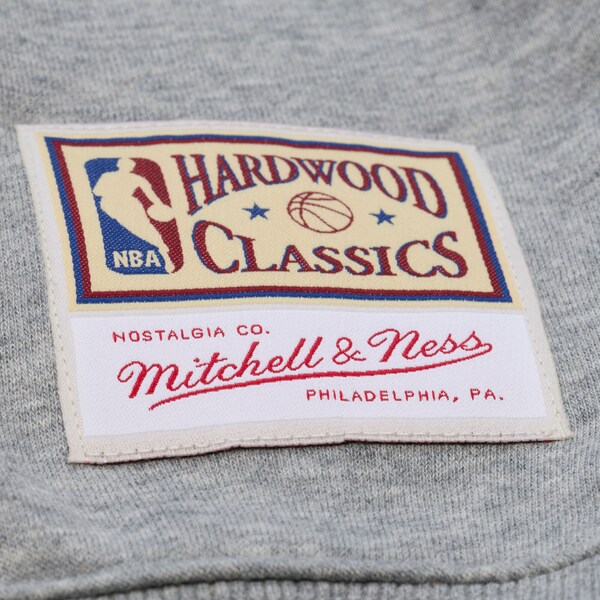 HARDWOOD
CLASSICS
NBA
NOSTALGIA CO.
Mitchell & Ness
PHILADELPHIA, PA.